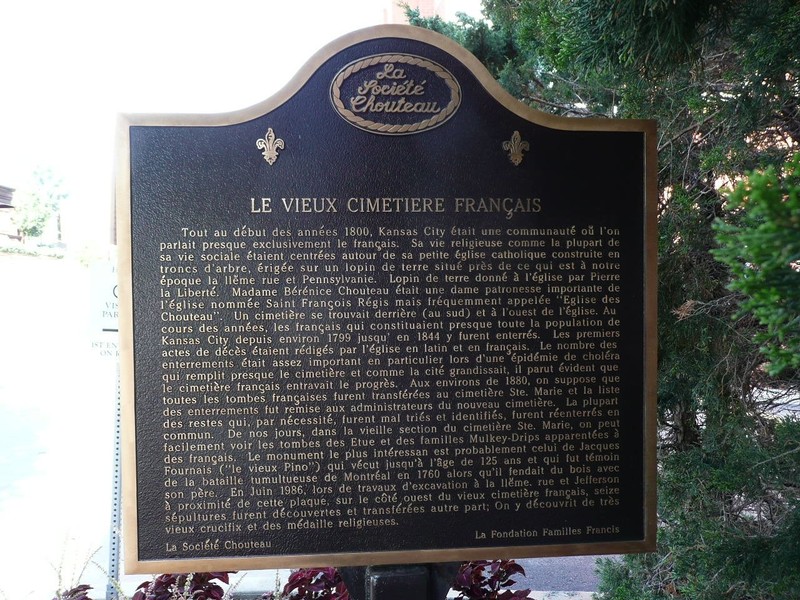 La
Société
Chouteau
LE VIEUX CIMETIERE FRANÇAIS
Tout au début des années 1800, Kansas City était une communauté oû l'on
parlait presque exclusivement le français. Sa vie religieuse comme la plupart de
sa vie sociale étaient centrées autour de sa petite église catholique construite en
troncs d'arbre, érigée sur un lopin de terre situé près de ce qui est à notre
époque la llême rue et Pennsylvanie. Lopin de terre donné à l'église par Pierre
la Liberté. Madame Bérénice Chouteau était une dame patronesse importante de
l'église nommée Saint François Régis mais fréquemment appelée "Eglise des
Chouteau". Un cimetière se trouvait derrière (au sud) et à l'ouest de l'église. Au
cours des années, les français qui constituaient presque toute la population de
Kansas City depuis environ 1799 jusqu' en 1844 y furent enterrés. Les premiers
actes de décès étaient rédigés par l'église en latin et en français. Le nombre des
enterrements était assez important en particulier lors d'une épidémie de choléra
qui remplit presque le cimetière et comme la cité grandissait, il parut évident que
le cimetière français entravait le progrès. Aux environs de 1880, on suppose que
toutes les tombes françaises furent transférées au cimetière Ste. Marie et la liste
des enterrements fut remise aux administrateurs du nouveau cimetière. La plupart
des restes qui, par nécessité, furent mal triés et identifiés, furent réenterrés en
commun. De nos jours, dans la vieille section du cimetière Ste. Marie, on peut
facilement voir les tombes des Etue et des familles Mulkey-Drips apparentées à
des français. Le monument le plus intéressan est probablement celui de Jacques
Fournais ("le vieux Pino") qui vécut jusqu'à l'âge de 125 ans et qui fut témoin
de la bataille tumultueuse de Montréal en 1760 alors qu'il fendait du bois avec
son père. En Juin 1986, lors de travaux d'excavation à la llême. rue et Jefferson
à proximité de cette plaque, sur le côté ouest du vieux cimetière français, seize
sépultures furent découvertes et transférées autre part; On y découvrit de très
vieux crucifix et des médaille religieuses.
La Société Chouteau
La Fondation Familles Francis